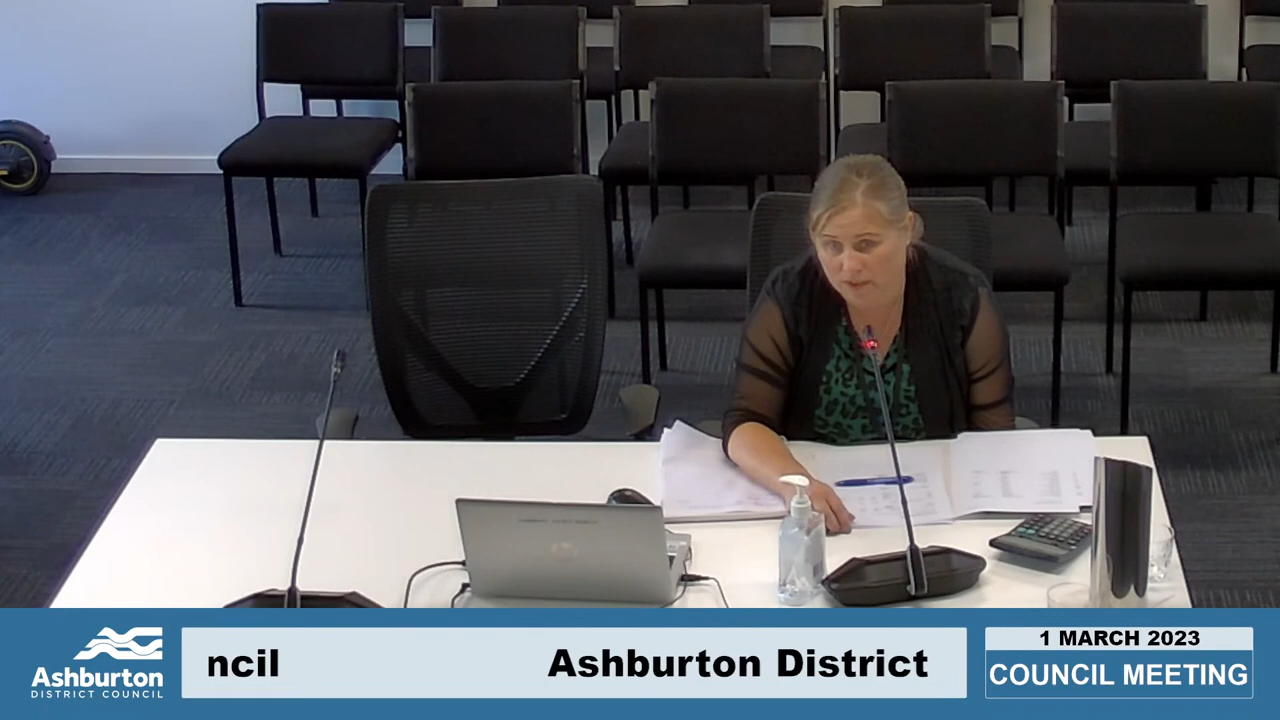 Ashburton
DISTRICT COUNCIL
ncil
Ashburton District
1 MARCH 2023
COUNCIL MEETING